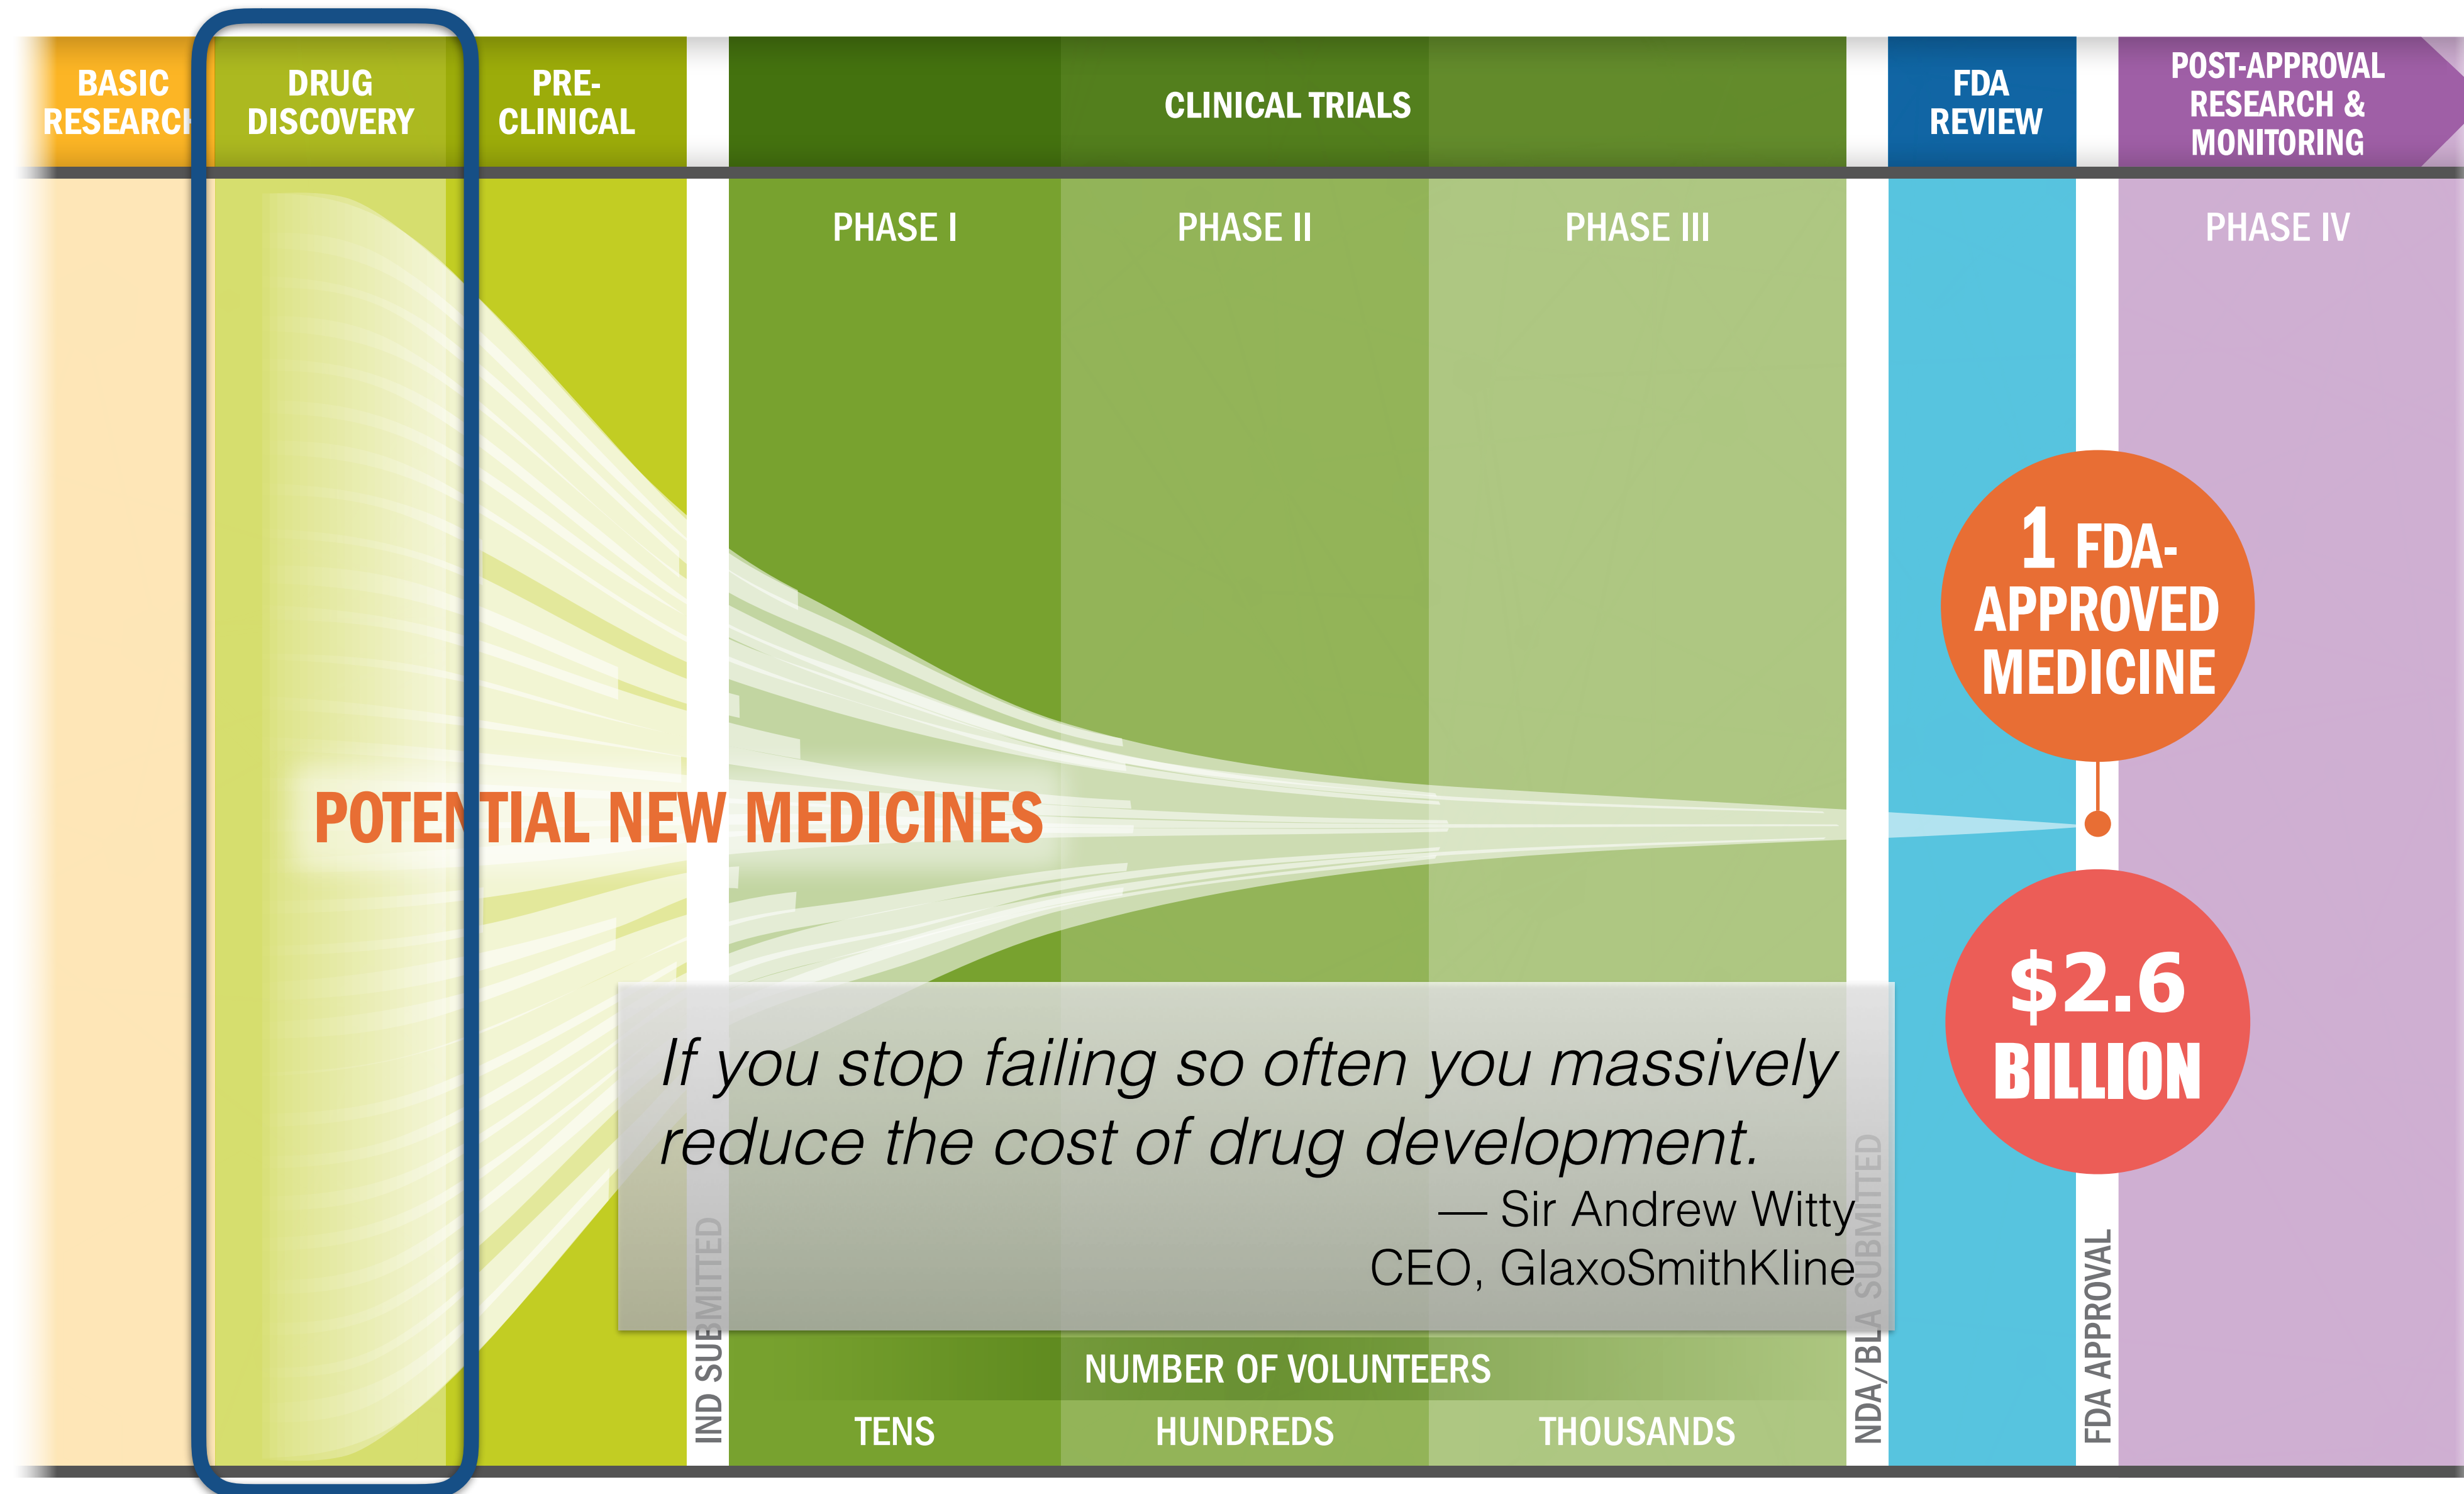 BASIC
RESEARCH
DRUG
DISCOVERY
PRE-
CLINICAL
CLINICAL TRIALS
FDA
REVIEW
POST-APPROVAL
RESEARCH &
MONITORING
PHASE I
PHASE II
PHASE III
PHASE IV
1 FDA-
APPROVED
MEDICINE
POTENTIAL NEW MEDICINES
$2.6
BILLION
If you stop failing so often you massively
reduce the cost of drug development.
— Sir Andrew Witty
CEO, GlaxoSmithKline
IND SUBMITTED
NDA/BLA SUBMITTED
FDA APPROVAL
NUMBER OF VOLUNTEERS
TENS
HUNDREDS
THOUSANDS